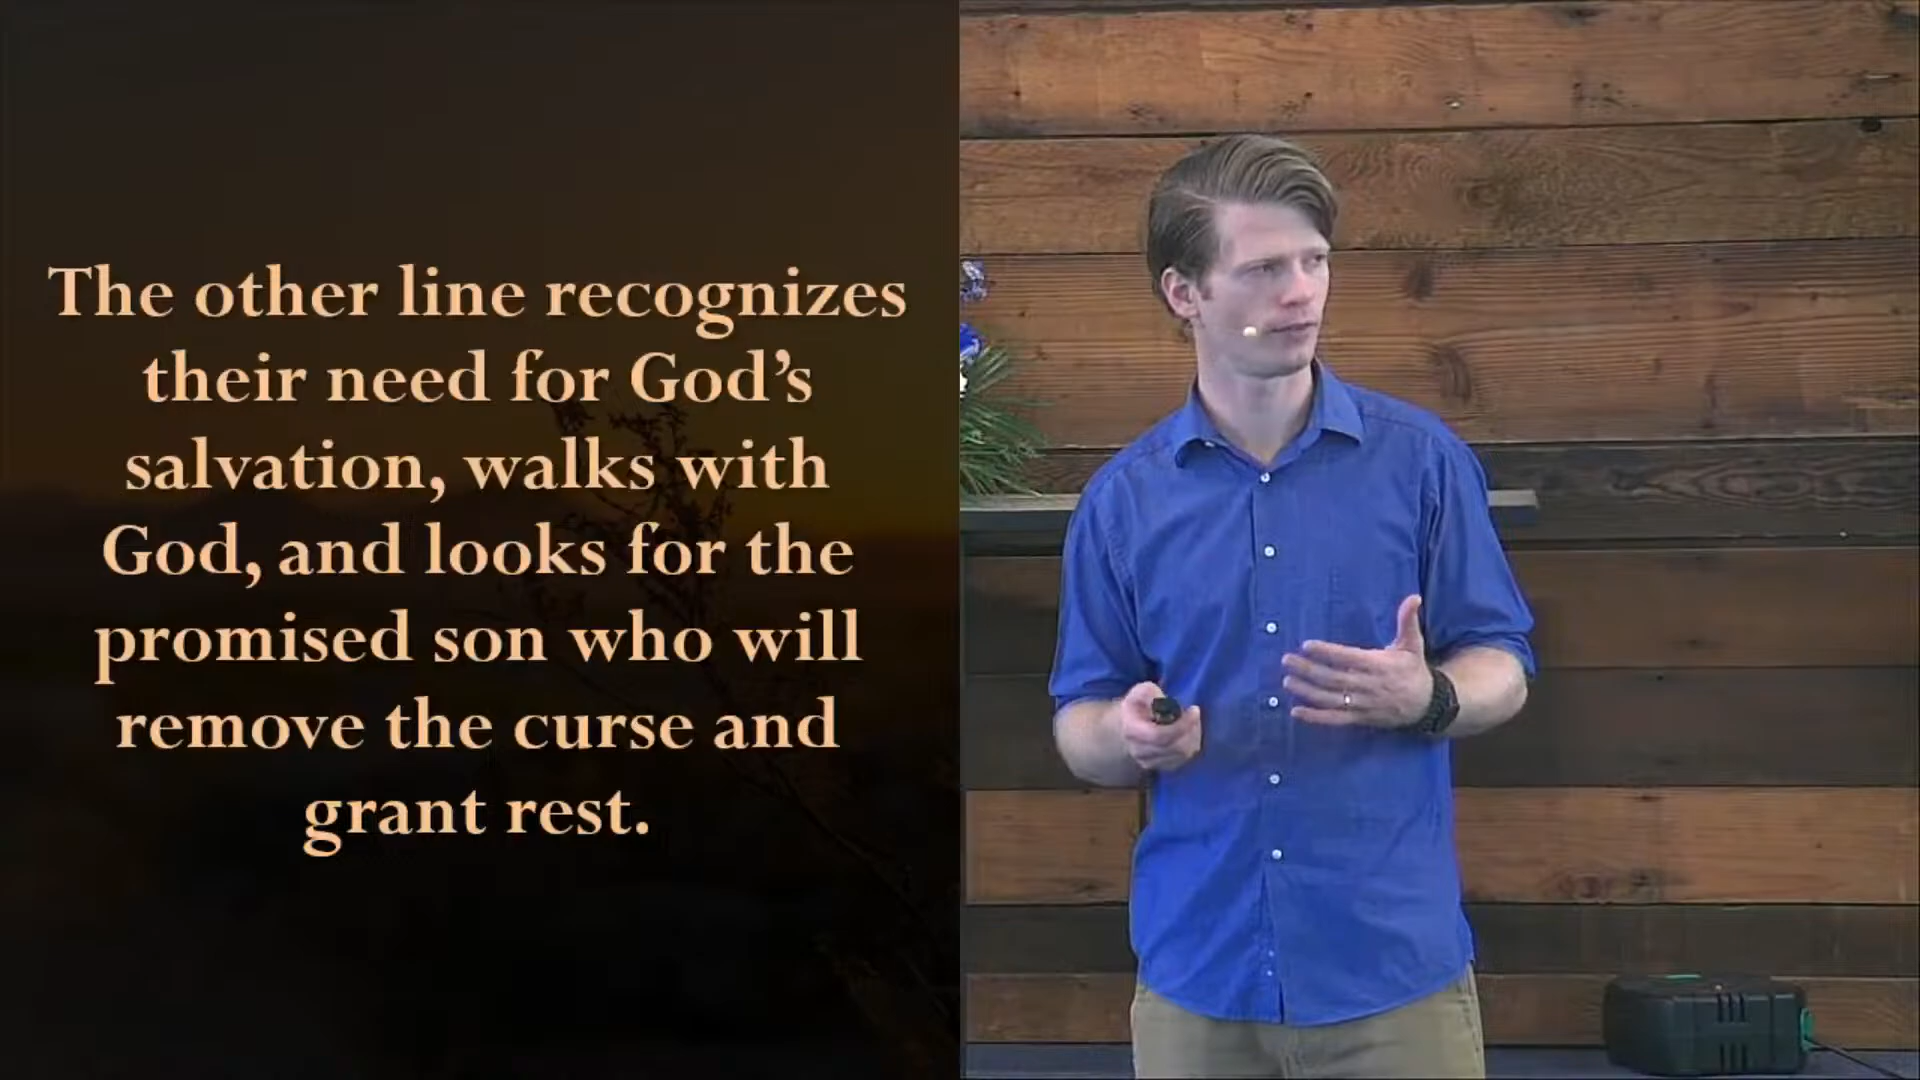 The other line recognizes
their need for God’s
salvation, walks with
God, and looks for the
promised son who will
remove the curse and
grant rest.